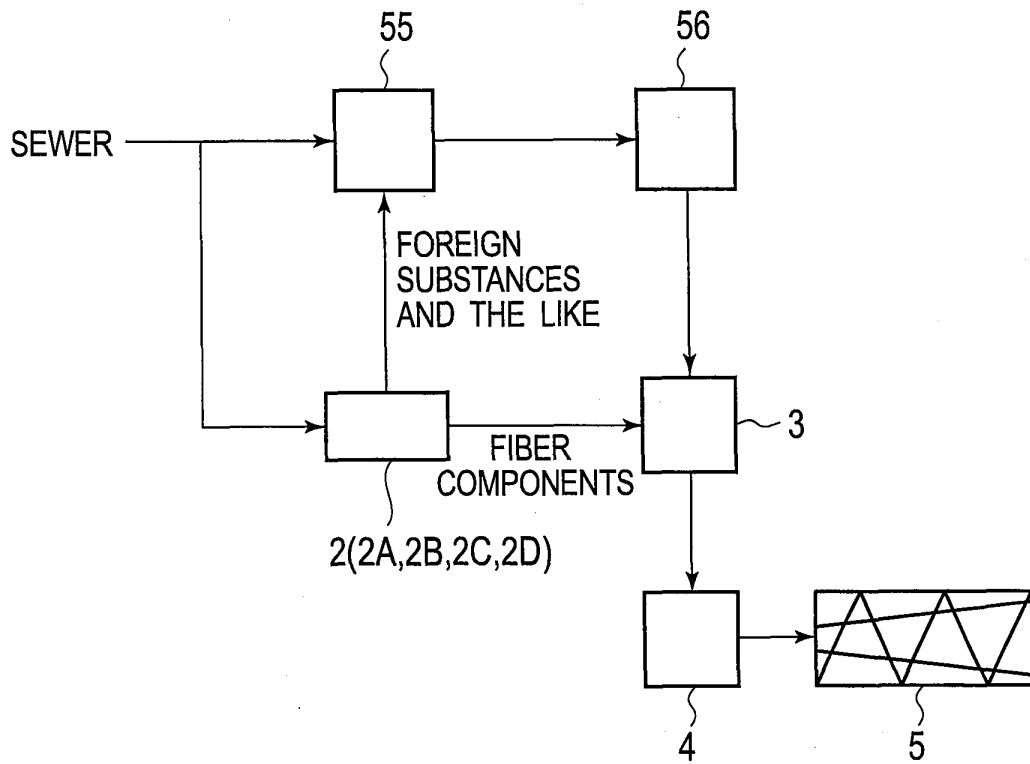 55
56
SEWER
FOREIGN
SUBSTANCES
AND THE LIKE
3
FIBER
COMPONENTS
2(2A,2B,2C,2D)
4
5